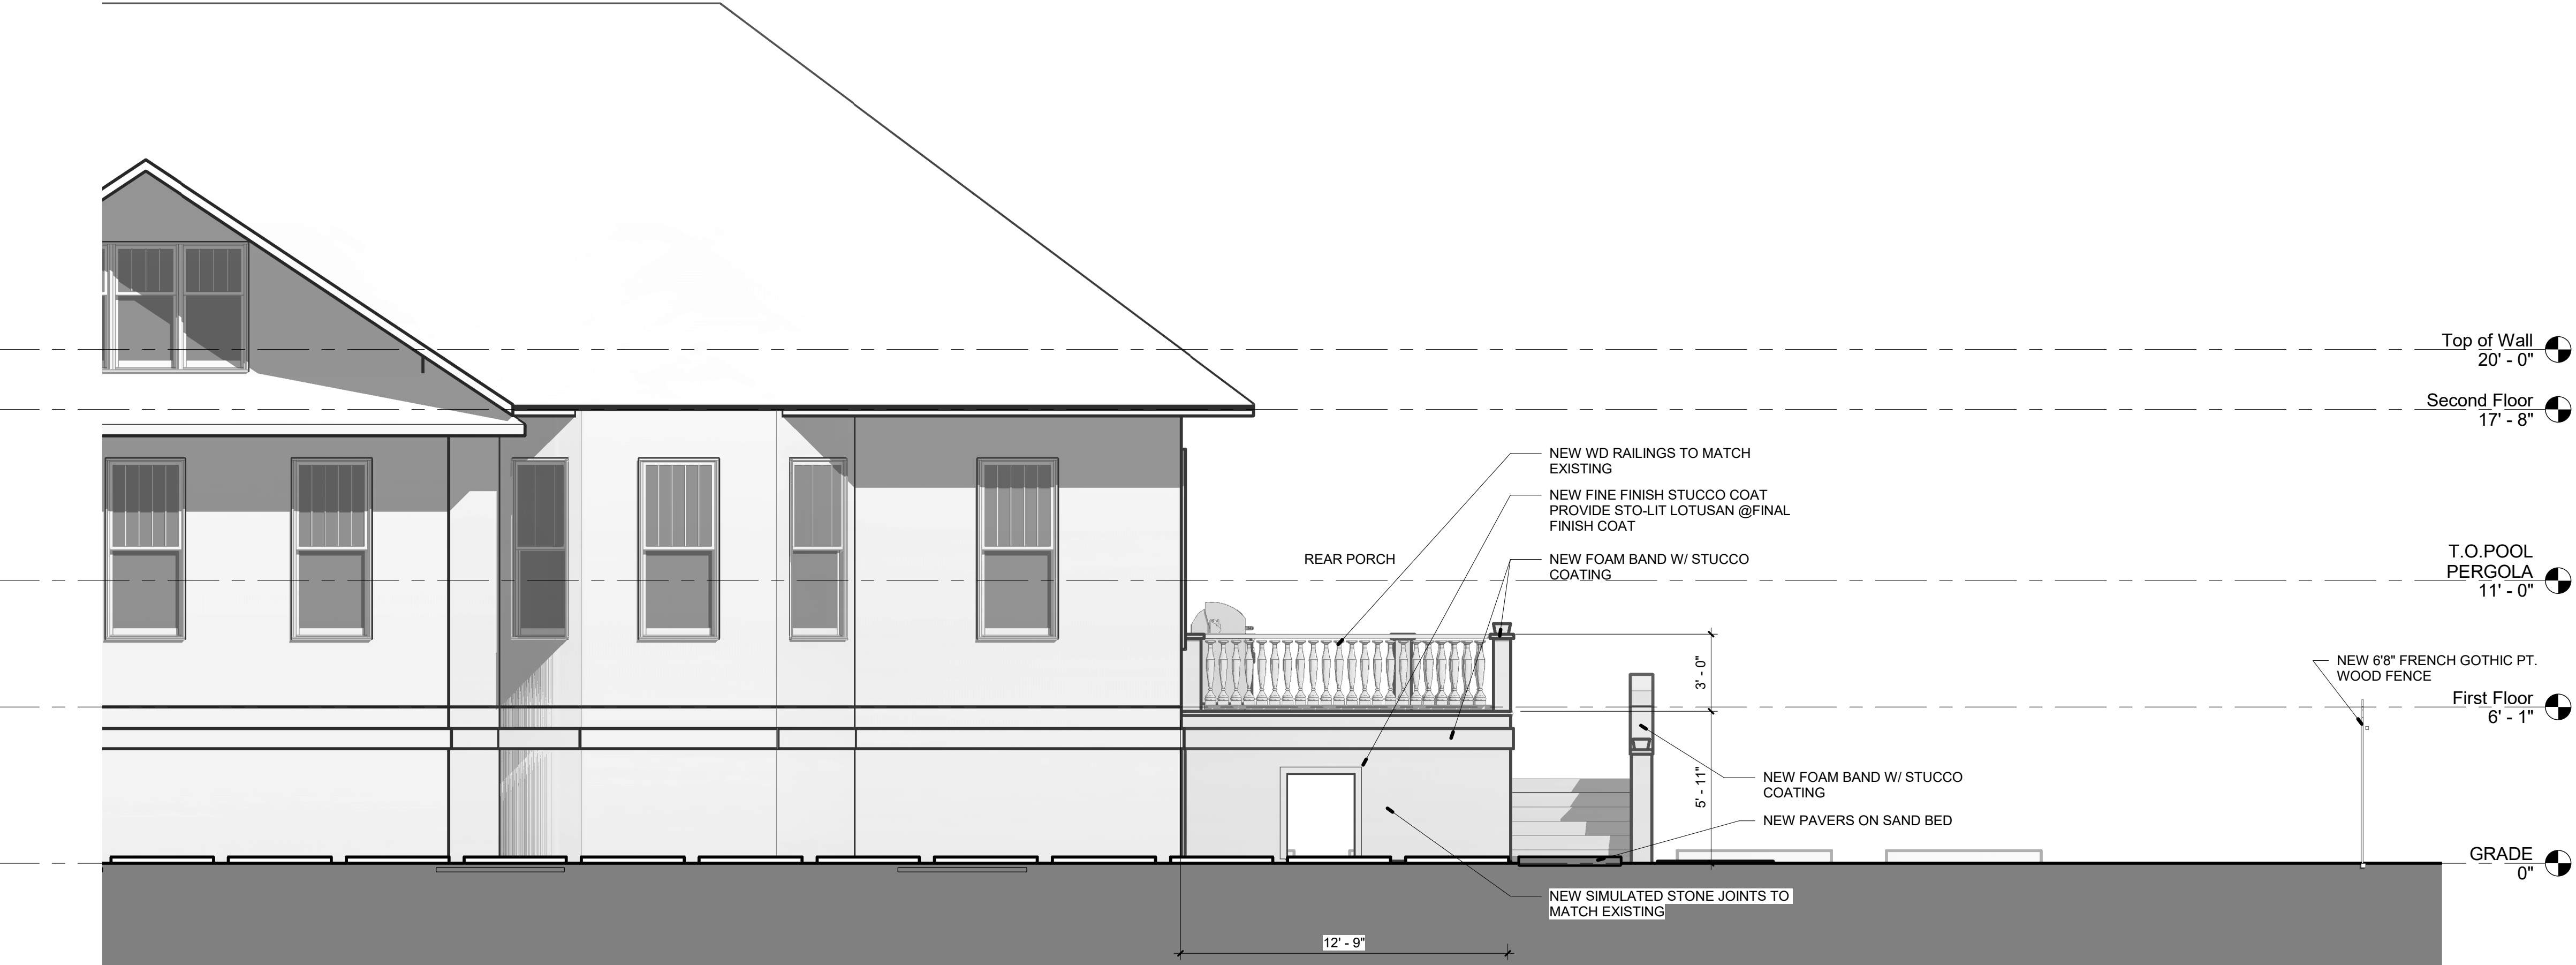 Top of Wall
20' - 0"
Second Floor
17' - 8"
NEW WD RAILINGS TO MATCH
EXISTING
NEW FINE FINISH STUCCO COAT
PROVIDE STO-LIT LOTUSAN @FINAL
FINISH COAT
REAR PORCH
NEW FOAM BAND W/ STUCCO
COATING
T.O.POOL
PERGOLA
11' - 0"
3' - 0"
NEW 6'8" FRENCH GOTHIC PT.
WOOD FENCE
First Floor
6' - 1"
5' - 11"
NEW FOAM BAND W/ STUCCO
COATING
NEW PAVERS ON SAND BED
GRADE
0"
NEW SIMULATED STONE JOINTS TO
MATCH EXISTING
12' - 9"